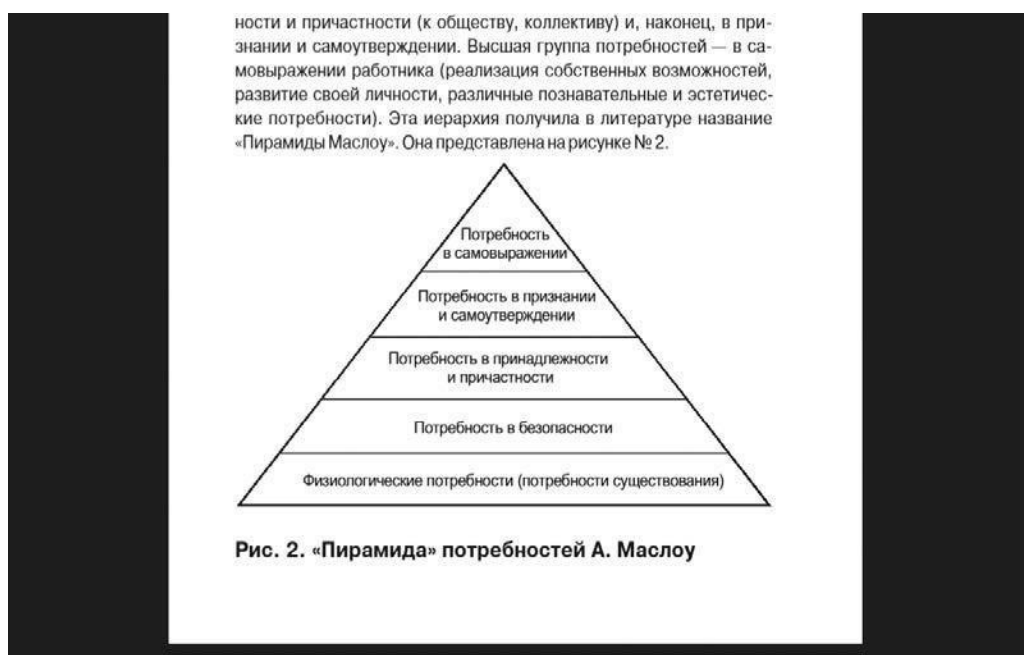 ности и причастности (к обществу, коллективу) и, наконец, в при-
знании и самоутверждении. Высшая группа потребностей — в са-
мовыражении работника (реализация собственных возможностей,
развитие своей личности, различные познавательные и эстетичес-
кие потребности). Эта иерархия получила в литературе название
«Пирамиды Маслоу». Она представлена на рисунке № 2.
Потребность
в самовыражении
Потребность в признании
и самоутверждении
Потребность в принадлежности
и причастности
Потребность в безопасности
Физиологические потребности (потребности существования)
Рис. 2. «Пирамида» потребностей А. Маслоу